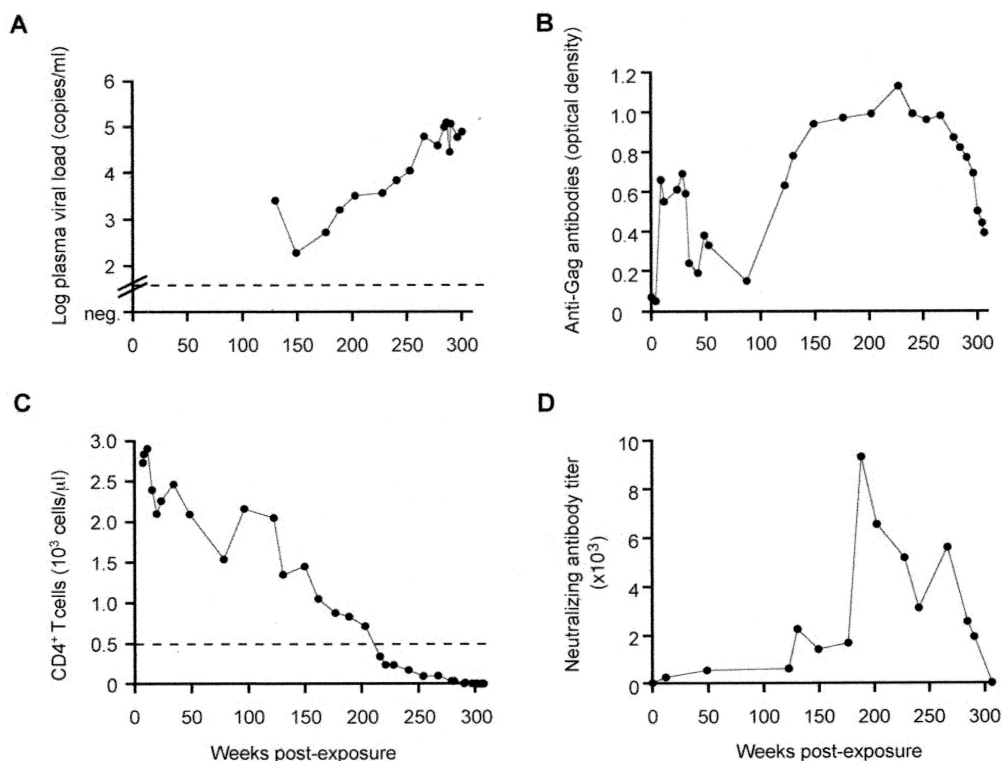 A
Log plasma viral load (copies/ml)
6
5
4
3
2
neg.
0 50 100 150 200 250 300
B
Anti-Gag antibodies (optical density)
1.2
1.0
0.8
0.6
0.4
0.2
0
0 50 100 150 200 250 300
C
CD4⁺ T cells (10³ cells/µl)
3.0
2.5
2.0
1.5
1.0
0.5
0
0 50 100 150 200 250 300
Weeks post-exposure
D
Neutralizing antibody titer
(x10³)
10
8
6
4
2
0
0 50 100 150 200 250 300
Weeks post-exposure